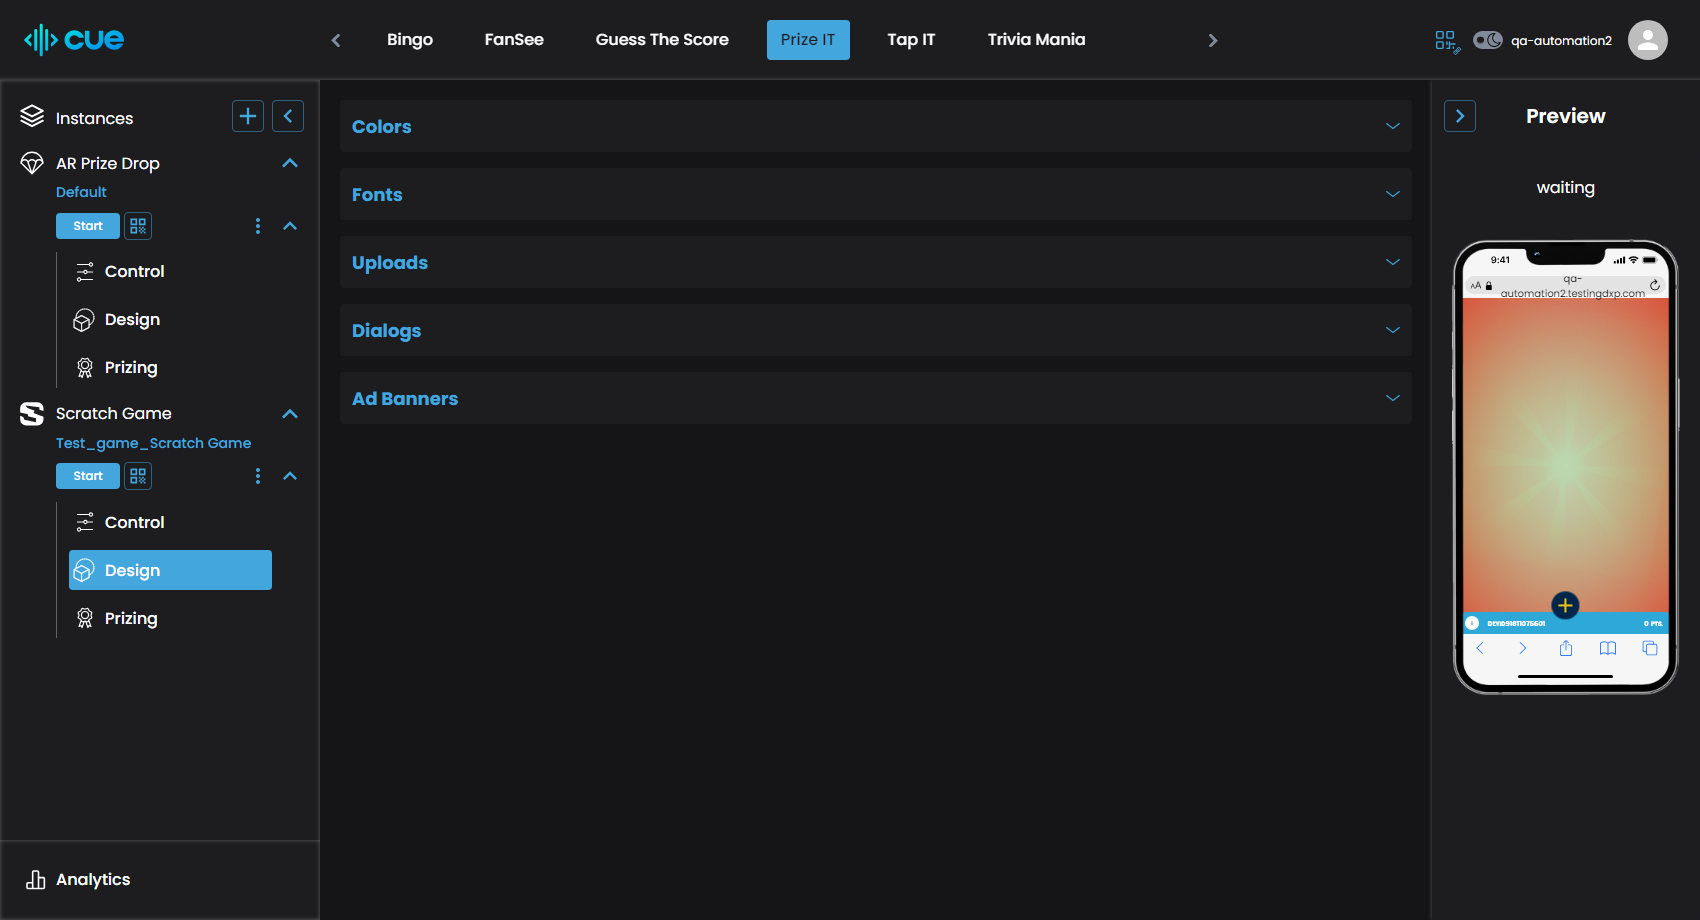 cue
Bingo
FanSee
Guess The Score
Prize IT
Tap IT
Trivia Mania
qa-automation2
Instances
AR Prize Drop
Default
Start
Control
Design
Prizing
Scratch Game
Test_game_Scratch Game
Start
Control
Design
Prizing
Analytics
Colors
Fonts
Uploads
Dialogs
Ad Banners
Preview
waiting
9:41
AA
qa-
automation2.testingdxp.com
0 PTS.